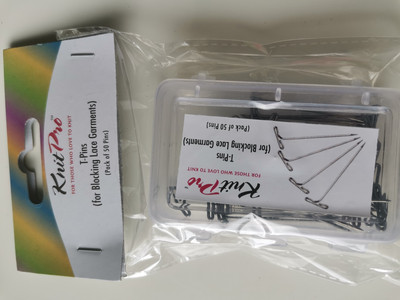 KnitPro™
FOR THOSE WHO LOVE TO KNIT
T-Pins
(for Blocking Lace Garments)
(Pack of 50 Pins)
KnitPro
FOR THOSE WHO LOVE TO KNIT
T-Pins
(for Blocking Lace Garments)
(Pack of 50 Pins)